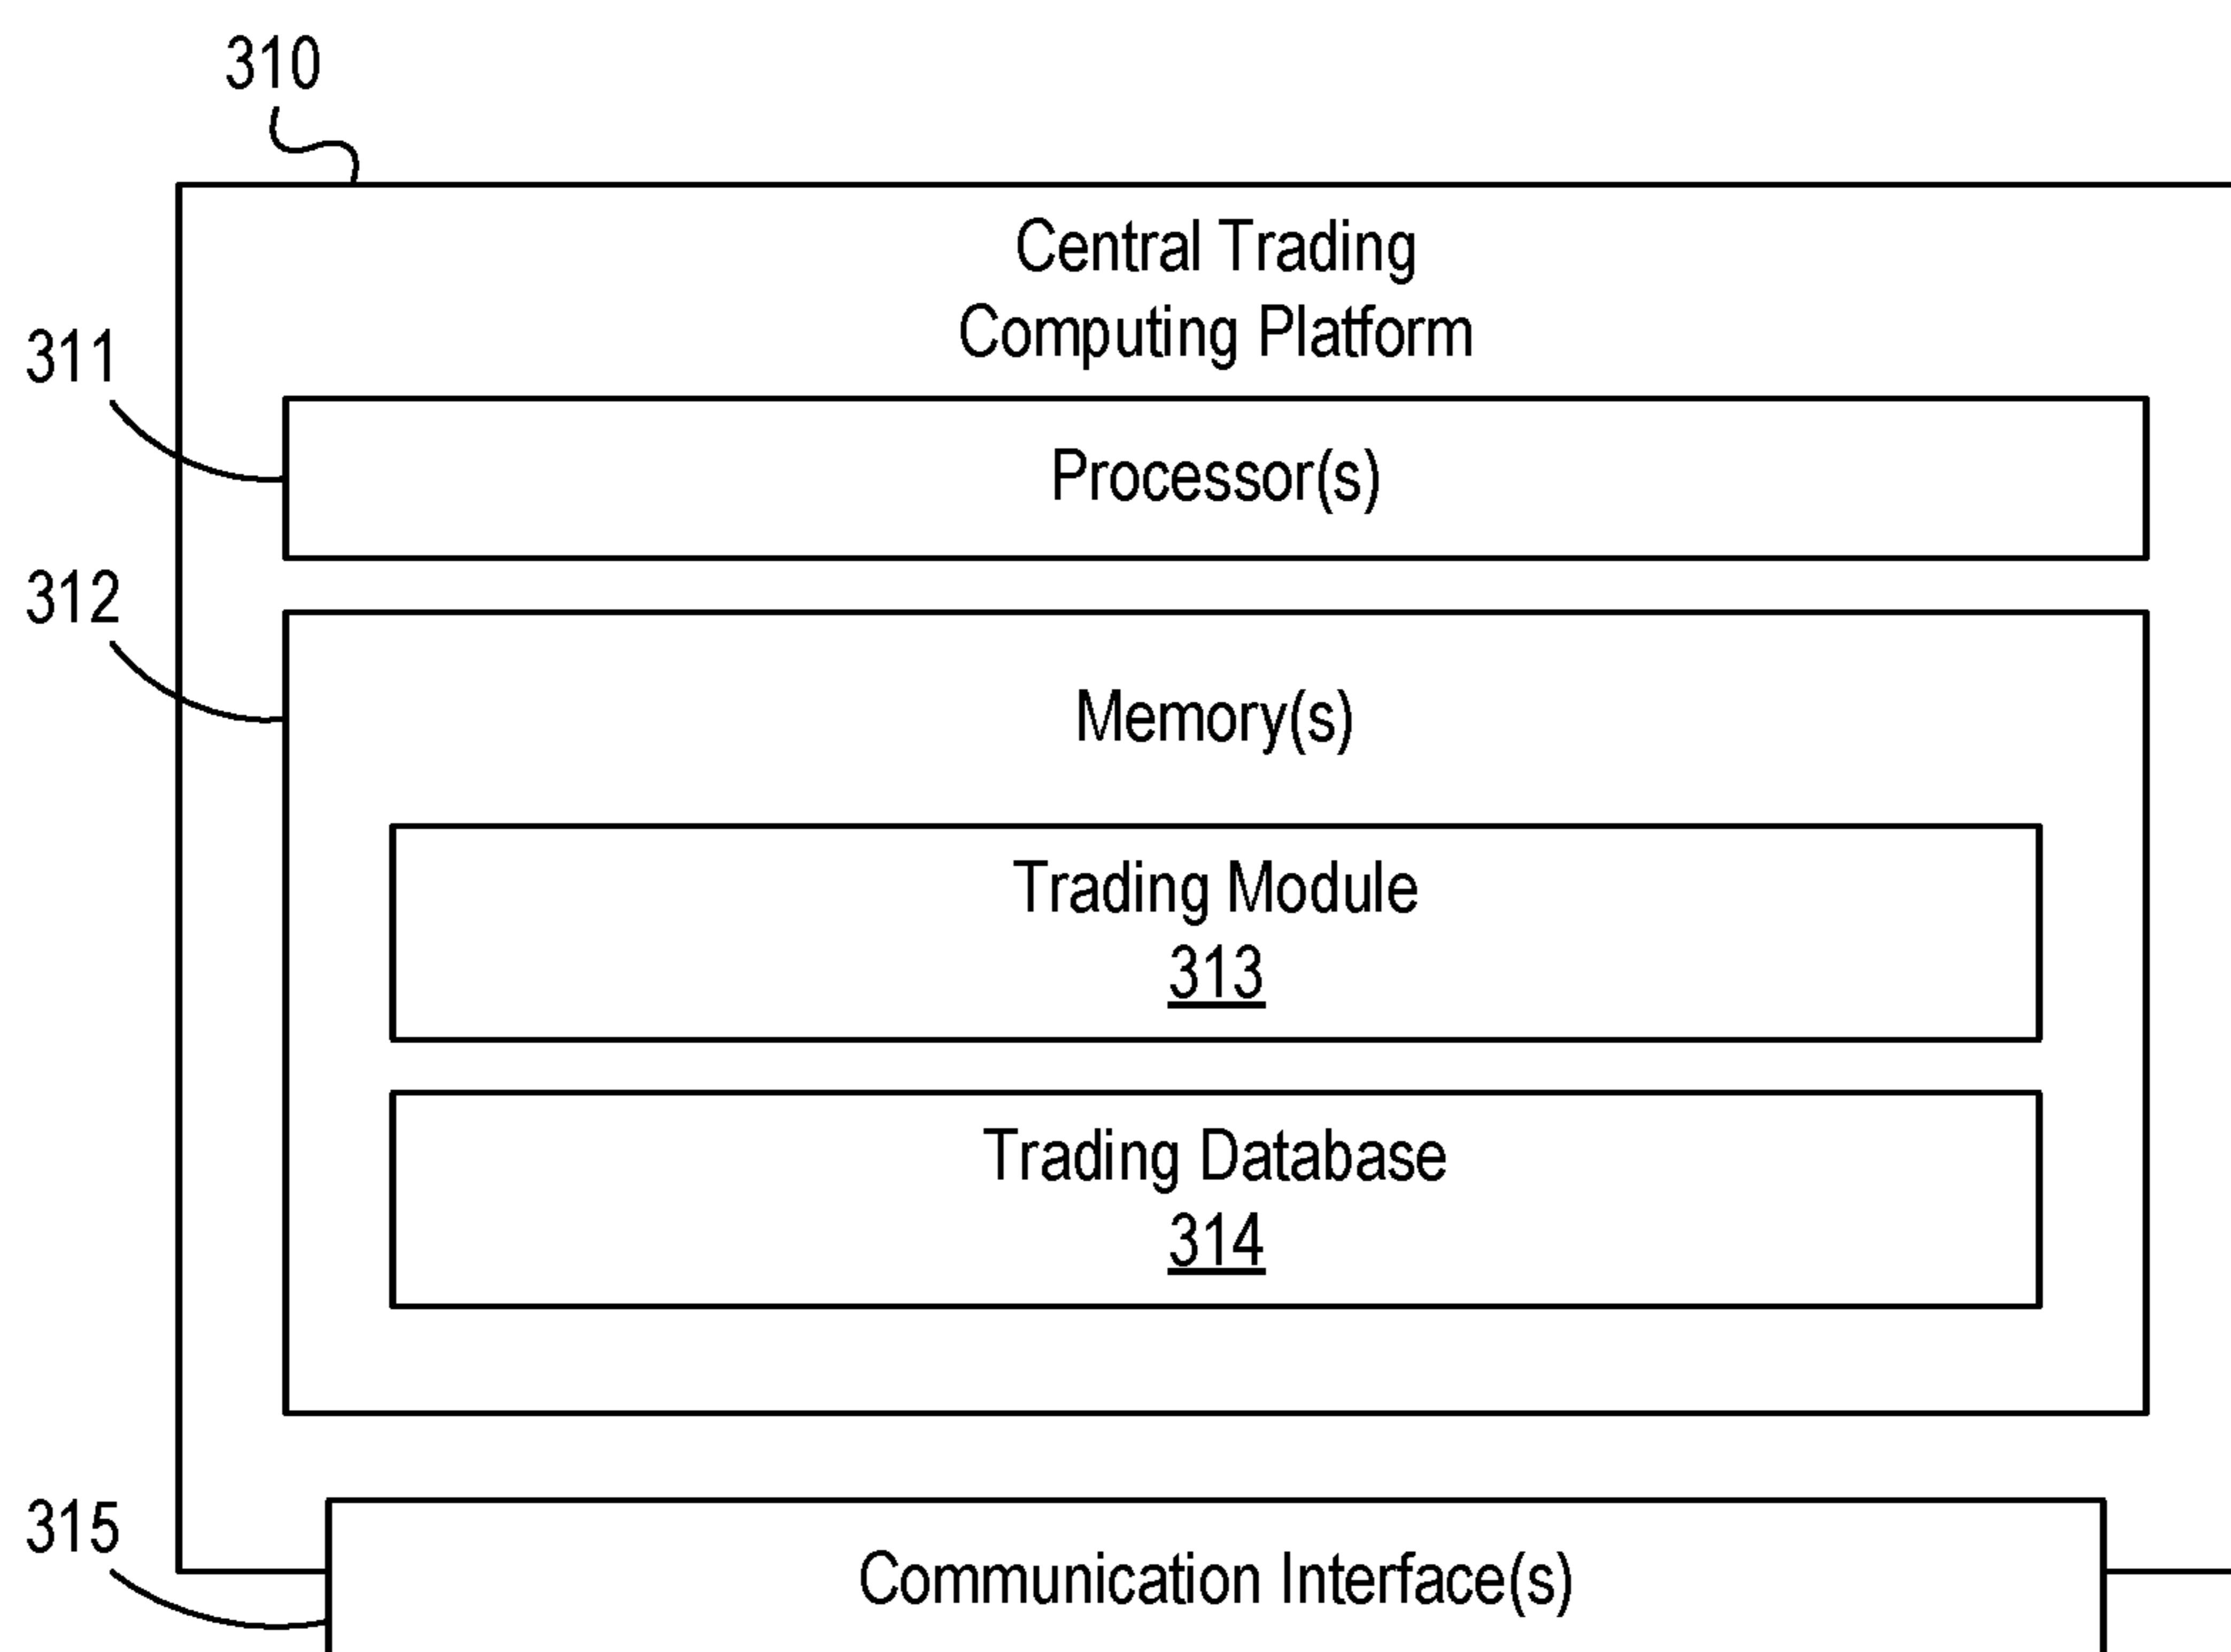 310
Central Trading
Computing Platform
311
Processor(s)
312
Memory(s)
Trading Module
313
Trading Database
314
315
Communication Interface(s)